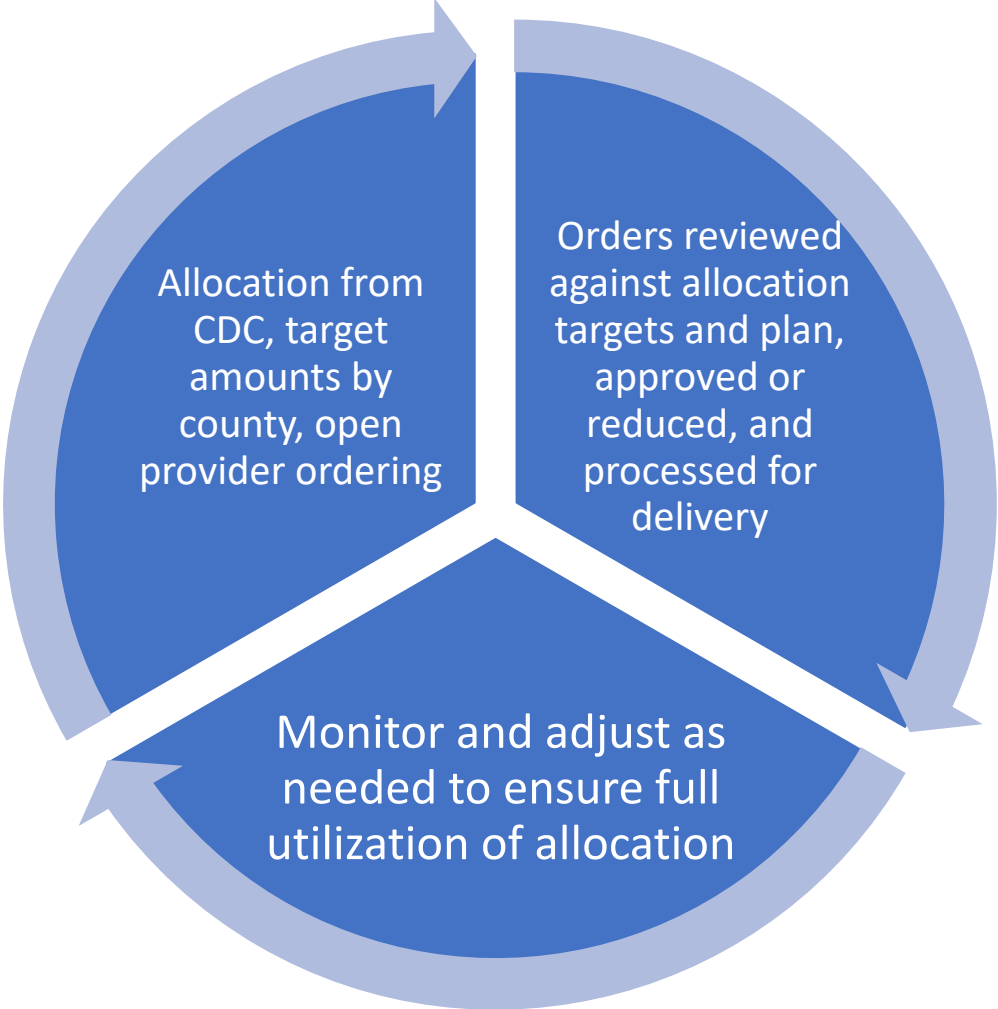 Allocation from
CDC, target
amounts by
county, open
provider ordering
Orders reviewed
against allocation
targets and plan,
approved or
reduced, and
processed for
delivery
Monitor and adjust as
needed to ensure full
utilization of allocation